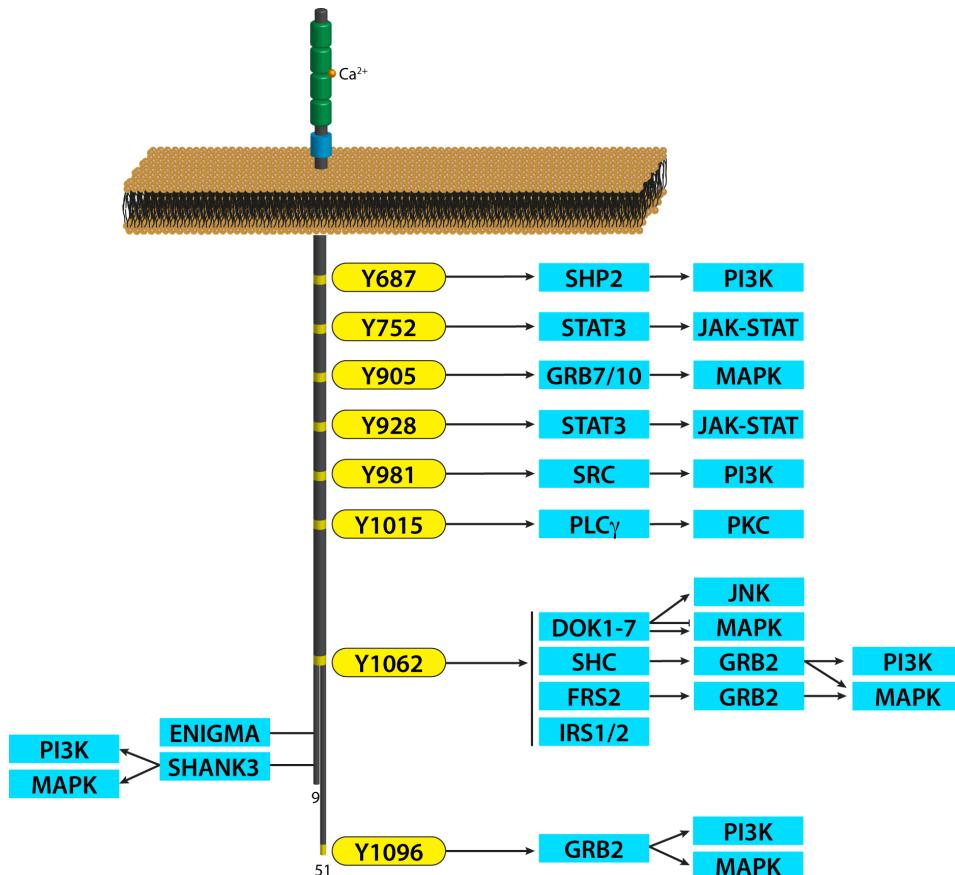 Ca²⁺
Y687 SHP2 PI3K
Y752 STAT3 JAK-STAT
Y905 GRB7/10 MAPK
Y928 STAT3 JAK-STAT
Y981 SRC PI3K
Y1015 PLCγ PKC
JNK
DOK1-7 MAPK
Y1062 SHC GRB2 PI3K
FRS2 GRB2 MAPK
ENIGMA IRS1/2
PI3K
SHANK3
MAPK
9
PI3K
Y1096 GRB2
MAPK
51